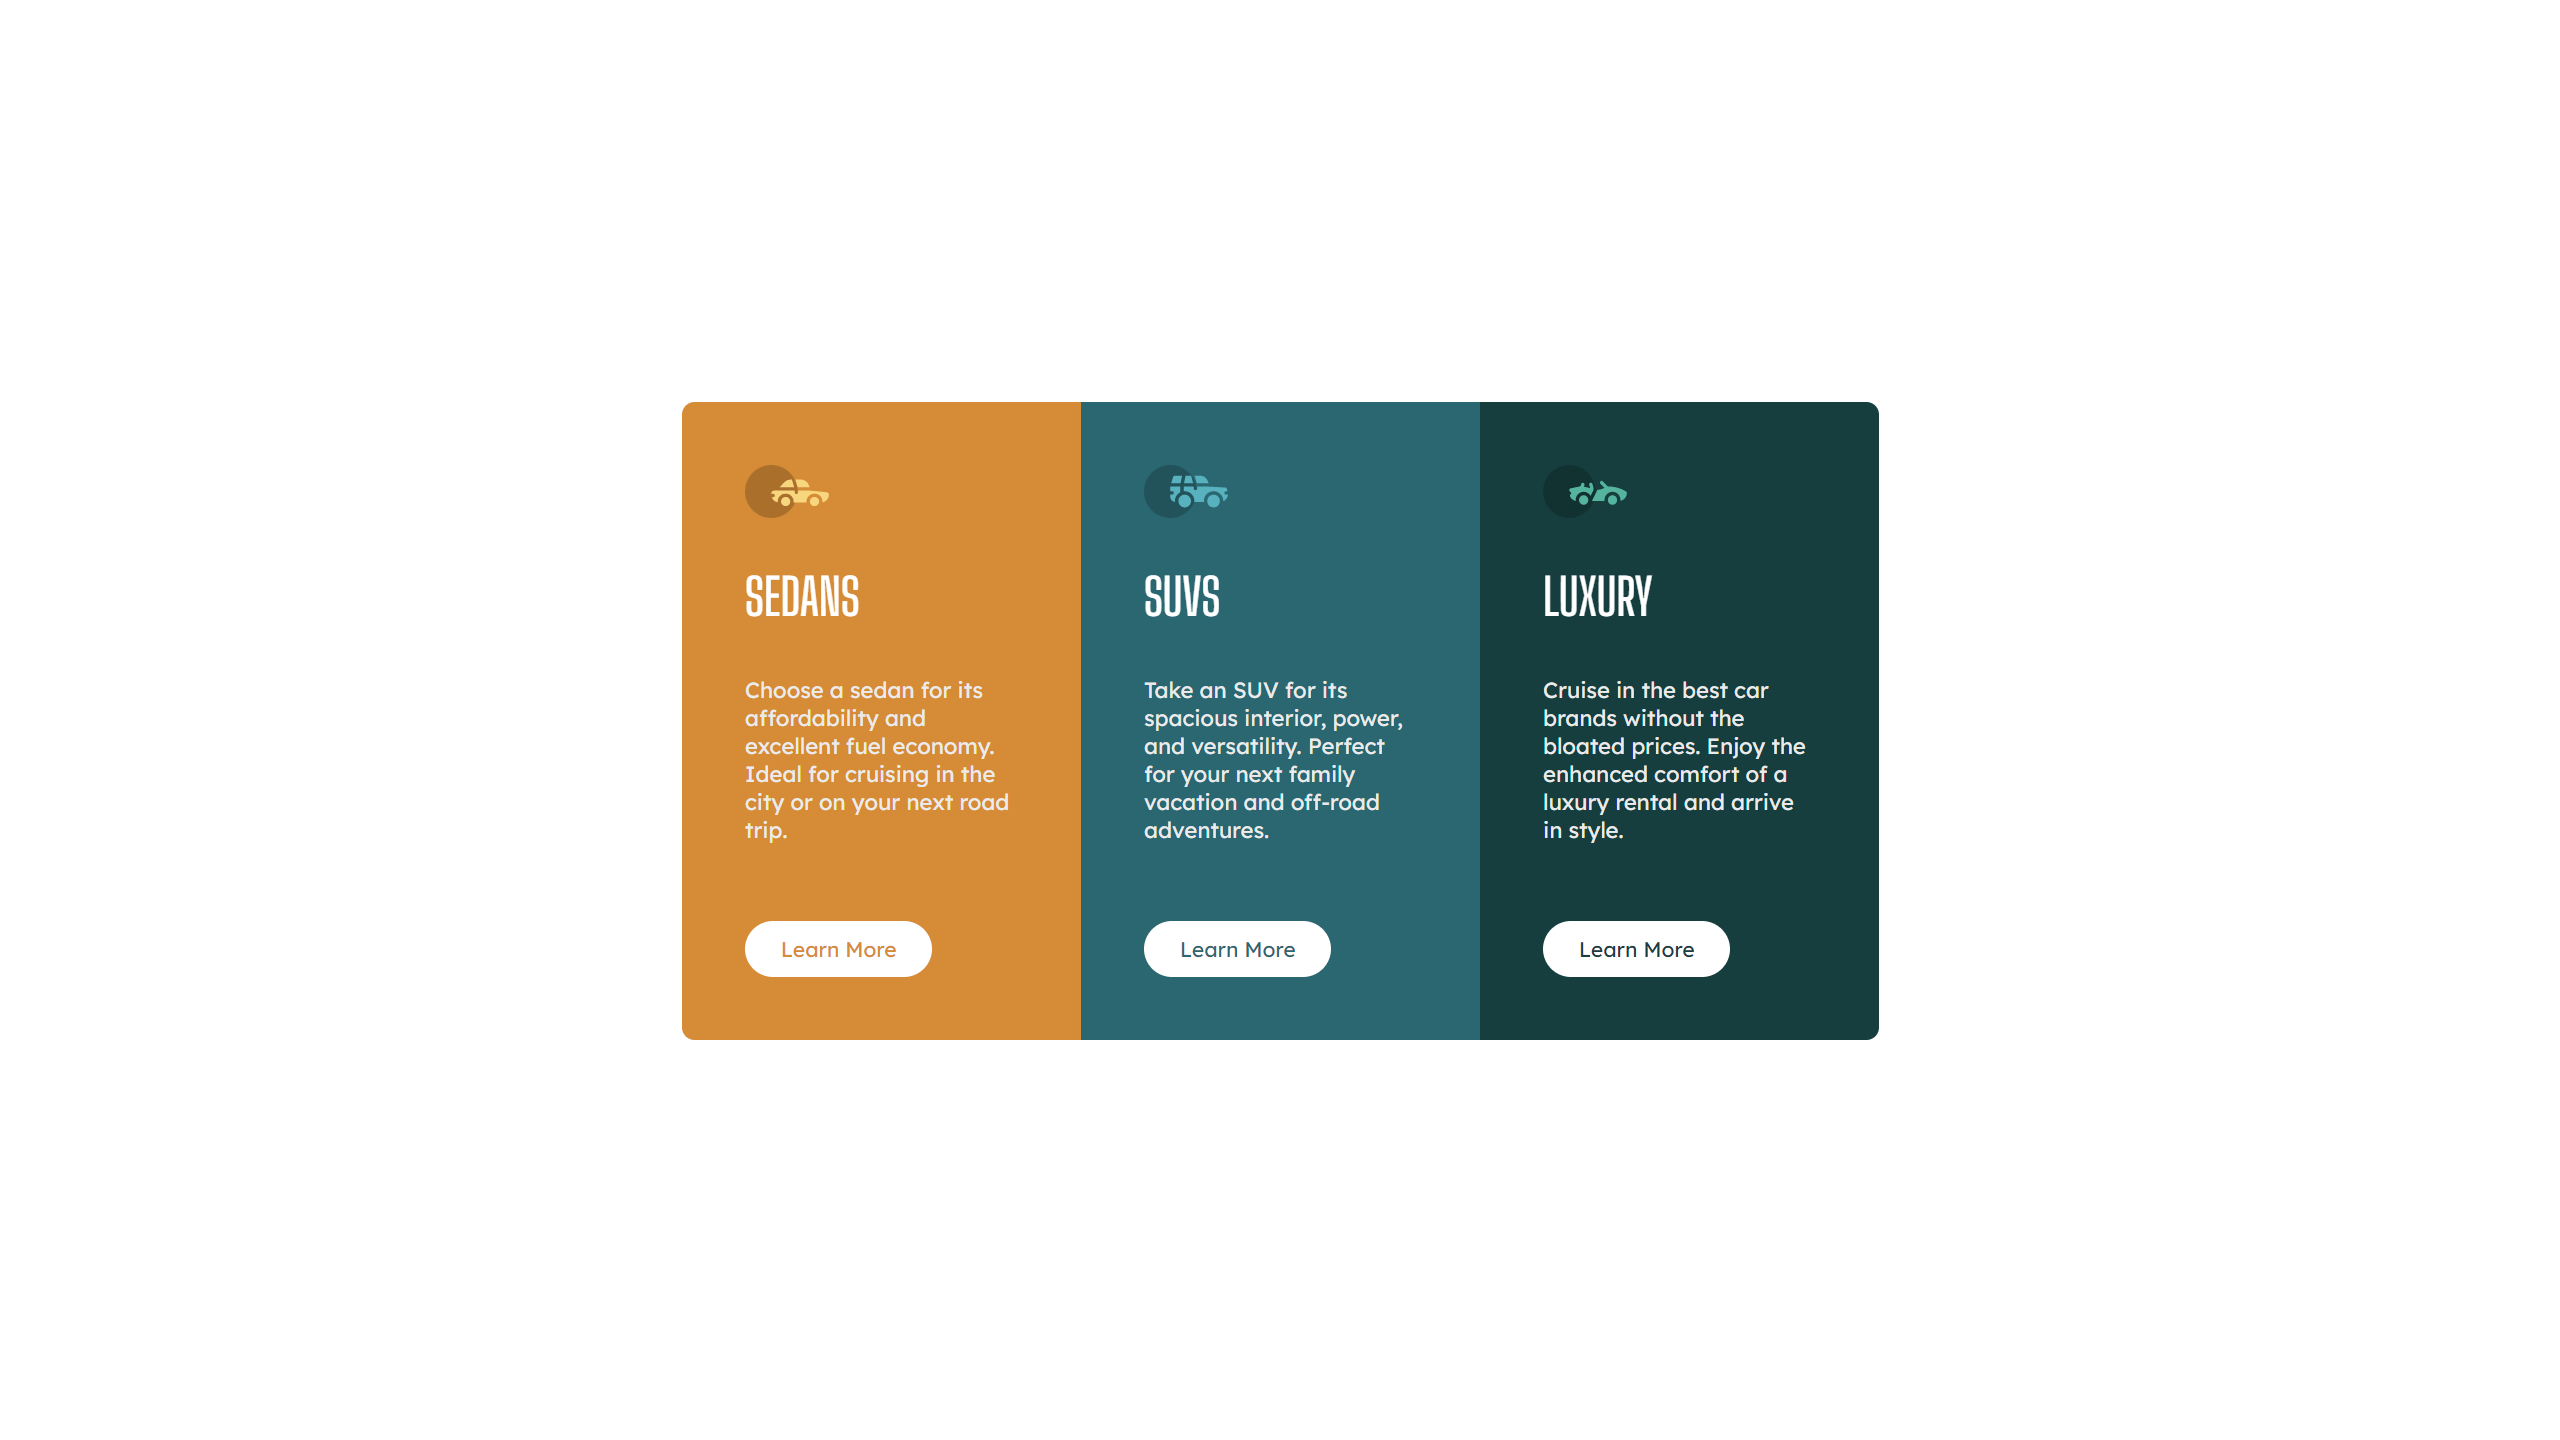 SEDANS
Choose a sedan for its
affordability and
excellent fuel economy.
Ideal for cruising in the
city or on your next road
trip.
Learn More
SUVS
Take an SUV for its
spacious interior, power,
and versatility. Perfect
for your next family
vacation and off-road
adventures.
Learn More
LUXURY
Cruise in the best car
brands without the
bloated prices. Enjoy the
enhanced comfort of a
luxury rental and arrive
in style.
Learn More